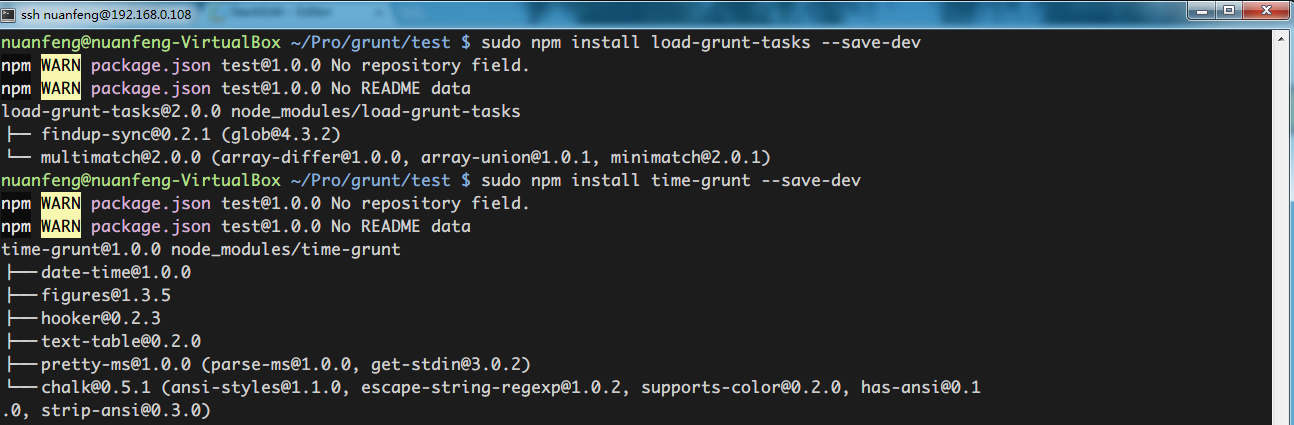 ssh nuanfeng@192.168.0.108
nuanfeng@nuanfeng-VirtualBox ~/Pro/grunt/test $ sudo npm install load-grunt-tasks --save-dev
npm WARN package.json test@1.0.0 No repository field.
npm WARN package.json test@1.0.0 No README data
load-grunt-tasks@2.0.0 node_modules/load-grunt-tasks
├── findup-sync@0.2.1 (glob@4.3.2)
└── multimatch@2.0.0 (array-differ@1.0.0, array-union@1.0.1, minimatch@2.0.1)
nuanfeng@nuanfeng-VirtualBox ~/Pro/grunt/test $ sudo npm install time-grunt --save-dev
npm WARN package.json test@1.0.0 No repository field.
npm WARN package.json test@1.0.0 No README data
time-grunt@1.0.0 node_modules/time-grunt
├── date-time@1.0.0
├── figures@1.3.5
├── hooker@0.2.3
├── text-table@0.2.0
├── pretty-ms@1.0.0 (parse-ms@1.0.0, get-stdin@3.0.2)
└── chalk@0.5.1 (ansi-styles@1.1.0, escape-string-regexp@1.0.2, supports-color@0.2.0, has-ansi@0.1
.0, strip-ansi@0.3.0)